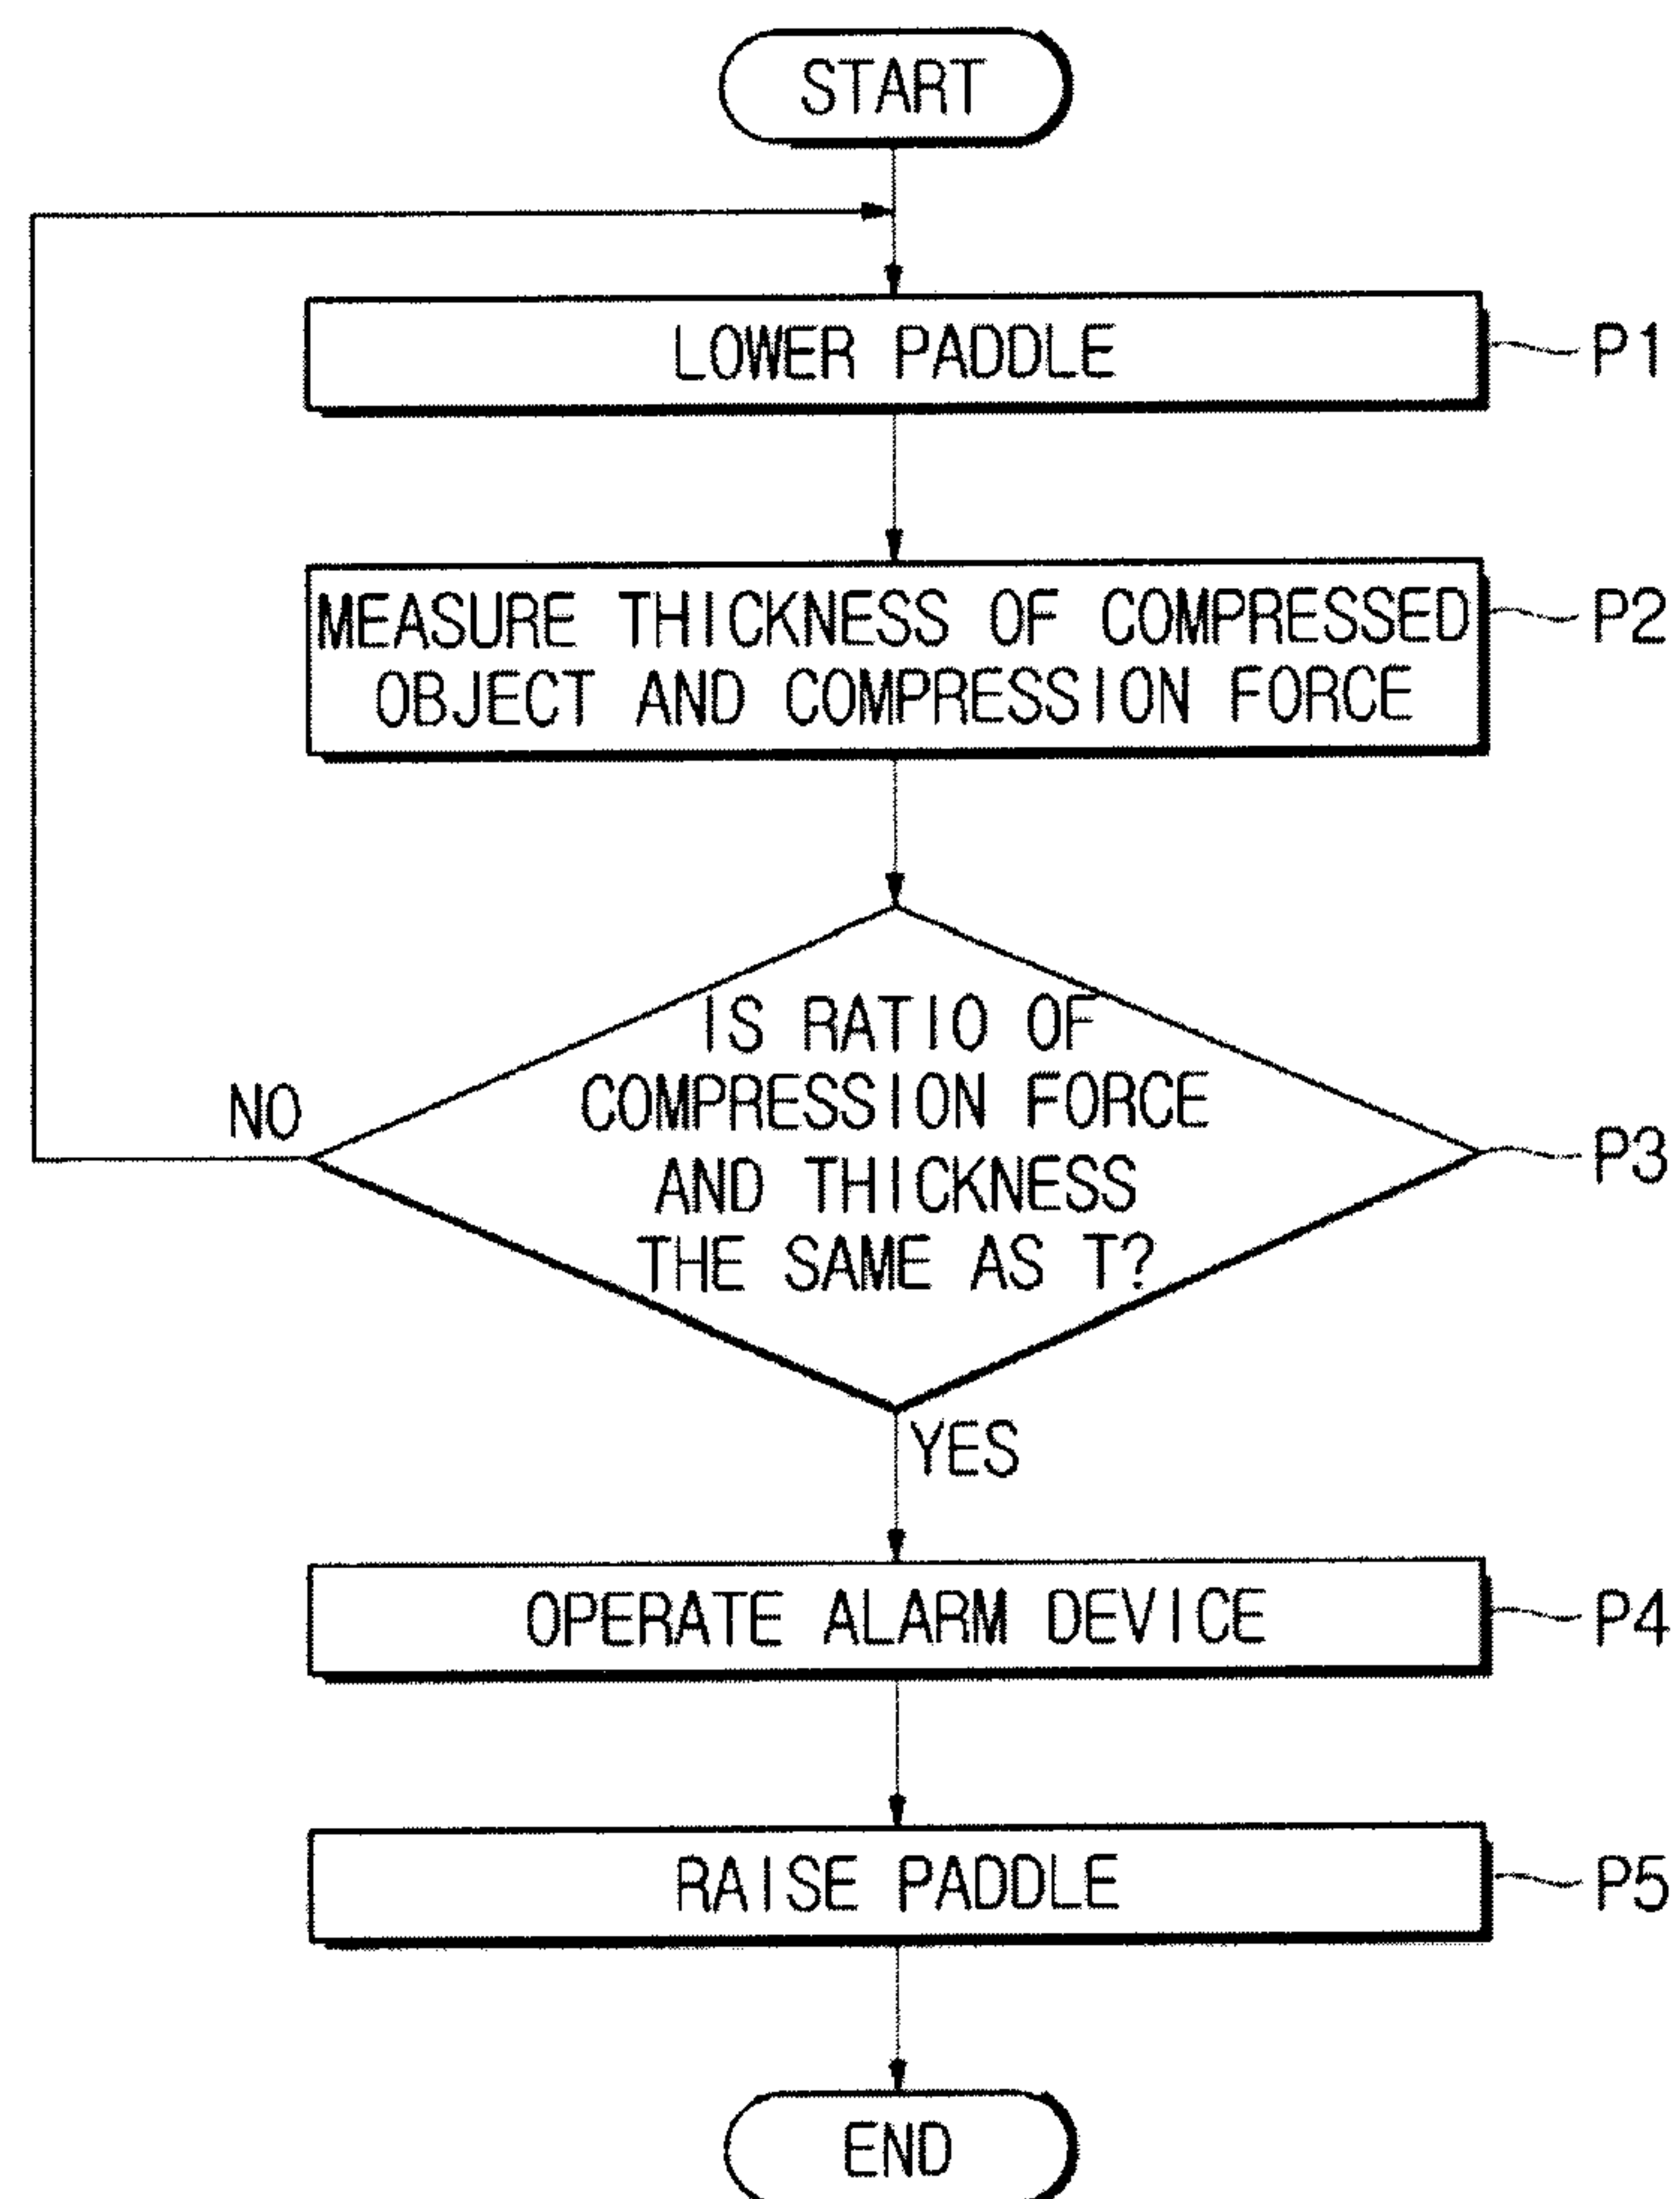 START
LOWER PADDLE
P1
MEASURE THICKNESS OF COMPRESSED
OBJECT AND COMPRESSION FORCE
P2
IS RATIO OF
COMPRESSION FORCE
AND THICKNESS
THE SAME AS T?
P3
NO
YES
OPERATE ALARM DEVICE
P4
RAISE PADDLE
P5
END